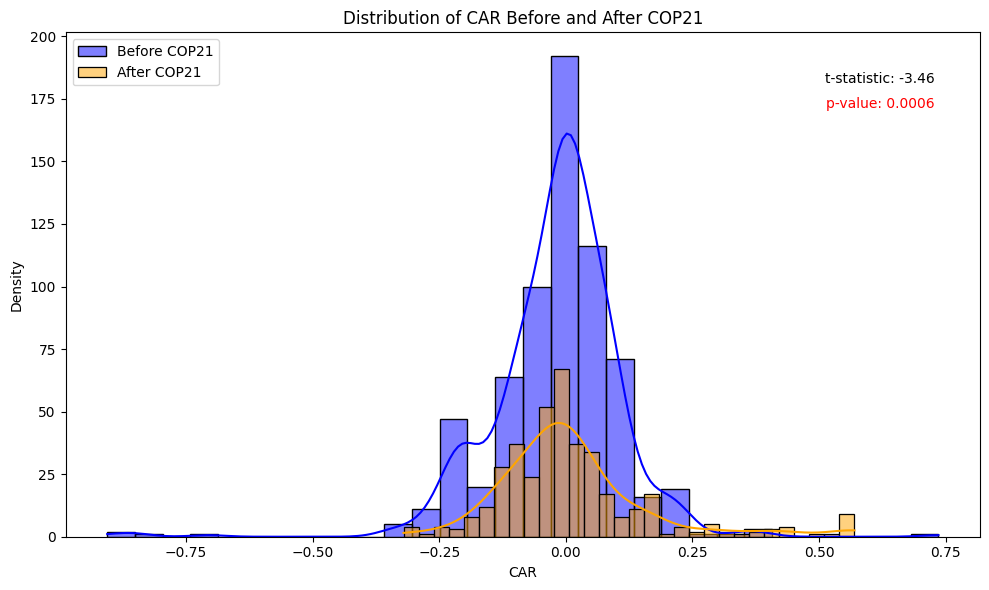 Distribution of CAR Before and After COP21
Before COP21
After COP21
t-statistic: -3.46
p-value: 0.0006
Density
200
175
150
125
100
75
50
25
0
-0.75
-0.50
-0.25
0.00
0.25
0.50
0.75
CAR